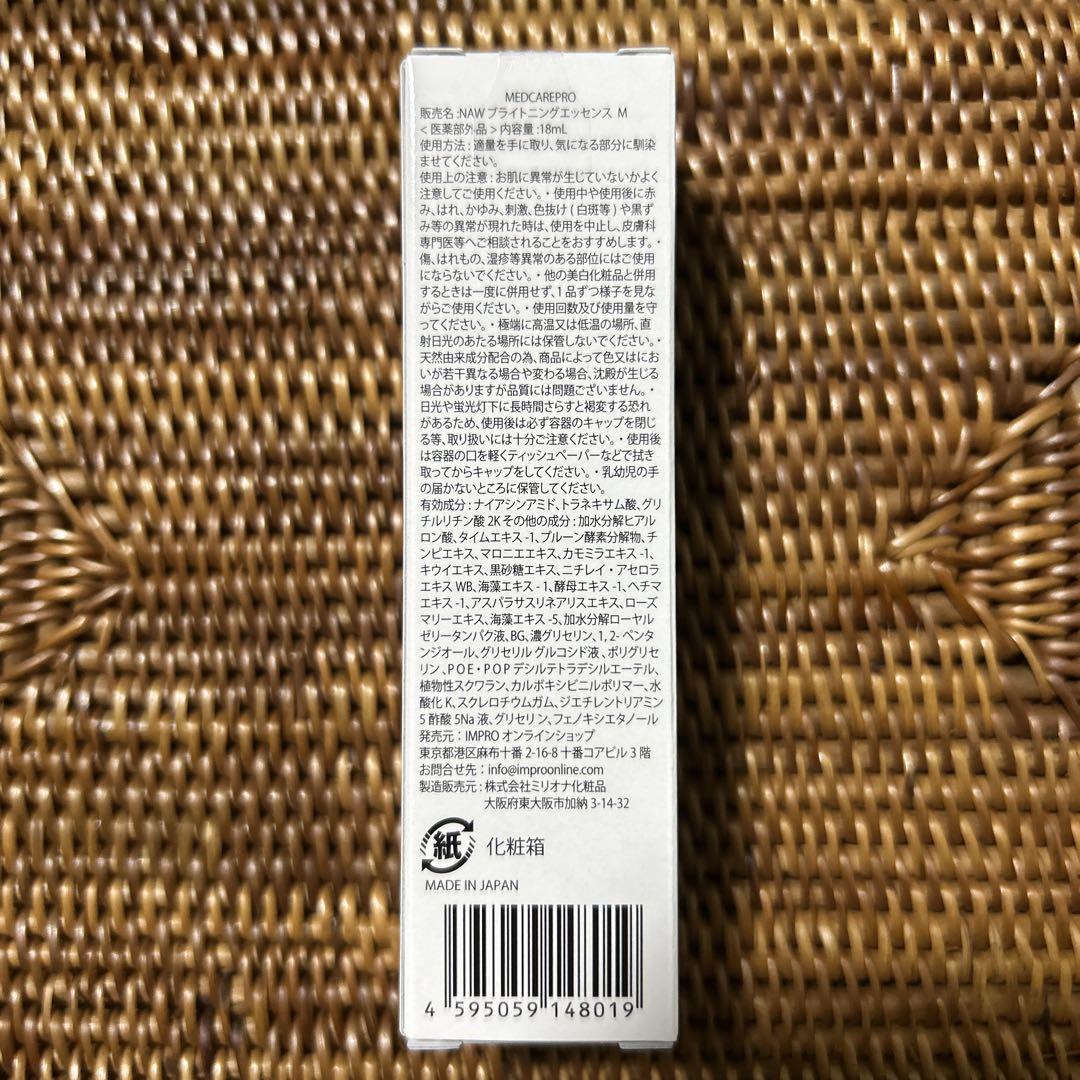 MEDCAREPRO
販売名:NAW ブライトニングエッセンス M
<医薬部外品>内容量:18mL
使用方法:適量を手に取り、気になる部分に馴染
ませてください。
使用上の注意:お肌に異常が生じていないかよく
注意してご使用ください。・使用中や使用後に赤
み、はれ、かゆみ、刺激、色抜け(白斑等)や黒ず
み等の異常が現れた時は、使用を中止し、皮膚科
専門医等へご相談されることをおすすめします。・
傷、はれもの、湿疹等異常のある部位にはご使用
にならないでください。・他の美白化粧品と併用
するときは一度に併用せず、1品ずつ様子を見な
がらご使用ください。・使用回数及び使用量を守
ってください。・極端に高温又は低温の場所、直
射日光のあたる場所には保管しないでください。・
天然由来成分配合の為、商品によって色又はにお
いが若干異なる場合や変わる場合、沈殿が生じる
場合がありますが品質には問題ございません。・
日光や蛍光灯下に長時間さらすと褐変する恐れ
があるため、使用後は必ず容器のキャップを閉じ
る等、取り扱いには十分ご注意ください。・使用後
は容器の口を軽くティッシュペーパーなどで拭き
取ってからキャップをしてください。・乳幼児の手
の届かないところに保管してください。
有効成分:ナイアシンアミド、トラネキサム酸、グリ
チルリチン酸 2K その他の成分:加水分解ヒアル
ロン酸、タイムエキス -1、プルーン酵素分解物、チ
ンピエキス、マロニエエキス、カモミラエキス -1、
キウイエキス、黒砂糖エキス、ニチレイ・アセロラ
エキス WB、海藻エキス -1、酵母エキス -1、ヘチマ
エキス -1、アスパラサスリネアリスエキス、ローズ
マリーエキス、海藻エキス -5、加水分解ローヤル
ゼリータンパク液、BG、濃グリセリン、1,2- ペンタ
ンジオール、グリセリル グルコシド液、ポリグリセ
リン、POE・POP デシルテトラデシルエーテル、
植物性スクワラン、カルボキシビニルポリマー、水
酸化 K、スクレロチウムガム、ジエチレントリアミン
5 酢酸 5Na 液、グリセリン、フェノキシエタノール
発売元:IMPRO オンラインショップ
東京都港区麻布十番 2-16-8 十番コアビル 3 階
お問合せ先:info@improonline.com
製造販売元:株式会社ミリオナ化粧品
大阪府東大阪市加納 3-14-32
紙 化粧箱
MADE IN JAPAN
4 595059 148019